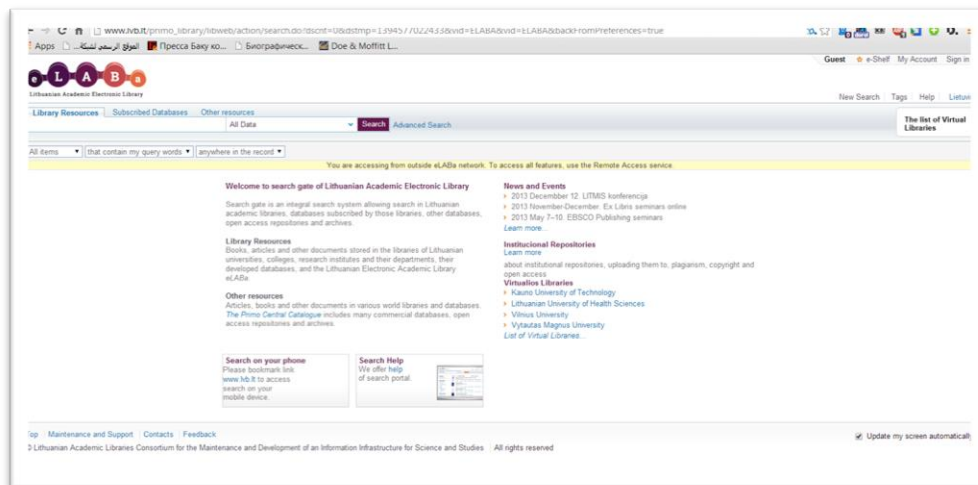 www.lvb.lt/primo_library/libweb/action/search.do?dscnt=0&dstmp=1394577022433&vid=ELABA&vid=ELABA&backFromPreferences=true
Apps الموقع الرسمي لشبكة... Пресса Баку ко... Биографическ... Doe & Moffitt L...
Guest e-Shelf My Account Sign in
eLABa
Lithuanian Academic Electronic Library
New Search Tags Help Lietuvi
Library Resources Subscribed Databases Other resources
The list of Virtual
Libraries
All Data Search Advanced Search
All items that contain my query words anywhere in the record
You are accessing from outside eLABa network. To access all features, use the Remote Access service.
Welcome to search gate of Lithuanian Academic Electronic Library
Search gate is an integral search system allowing search in Lithuanian
academic libraries, databases subscribed by those libraries, other databases,
open access repositories and archives.
Library Resources
Books, articles and other documents stored in the libraries of Lithuanian
universities, colleges, research institutes and their departments, their
developed databases, and the Lithuanian Electronic Academic Library
eLABa.
Other resources
Articles, books and other documents in various world libraries and databases.
The Primo Central Catalogue includes many commercial databases, open
access repositories and archives.
News and Events
2013 Decembber 12 LITMIS konferencija
2013 November-December Ex Libris seminars online
2013 May 7–10 EBSCO Publishing seminars
Learn more...
Institucional Repositories
Learn more
about institutional repositories, uploading them to, plagiarism, copyright and
open access
Virtualios Libraries
Kauno University of Technology
Lithuanian University of Health Sciences
Vilnius University
Vytautas Magnus University
List of Virtual Libraries...
Search on your phone
Please bookmark link
www.lvb.lt to access
search on your
mobile device.
Search Help
We offer help
of search portal.
Top Maintenance and Support Contacts Feedback
Update my screen automatically
© Lithuanian Academic Libraries Consortium for the Maintenance and Development of an Information Infrastructure for Science and Studies All rights reserved